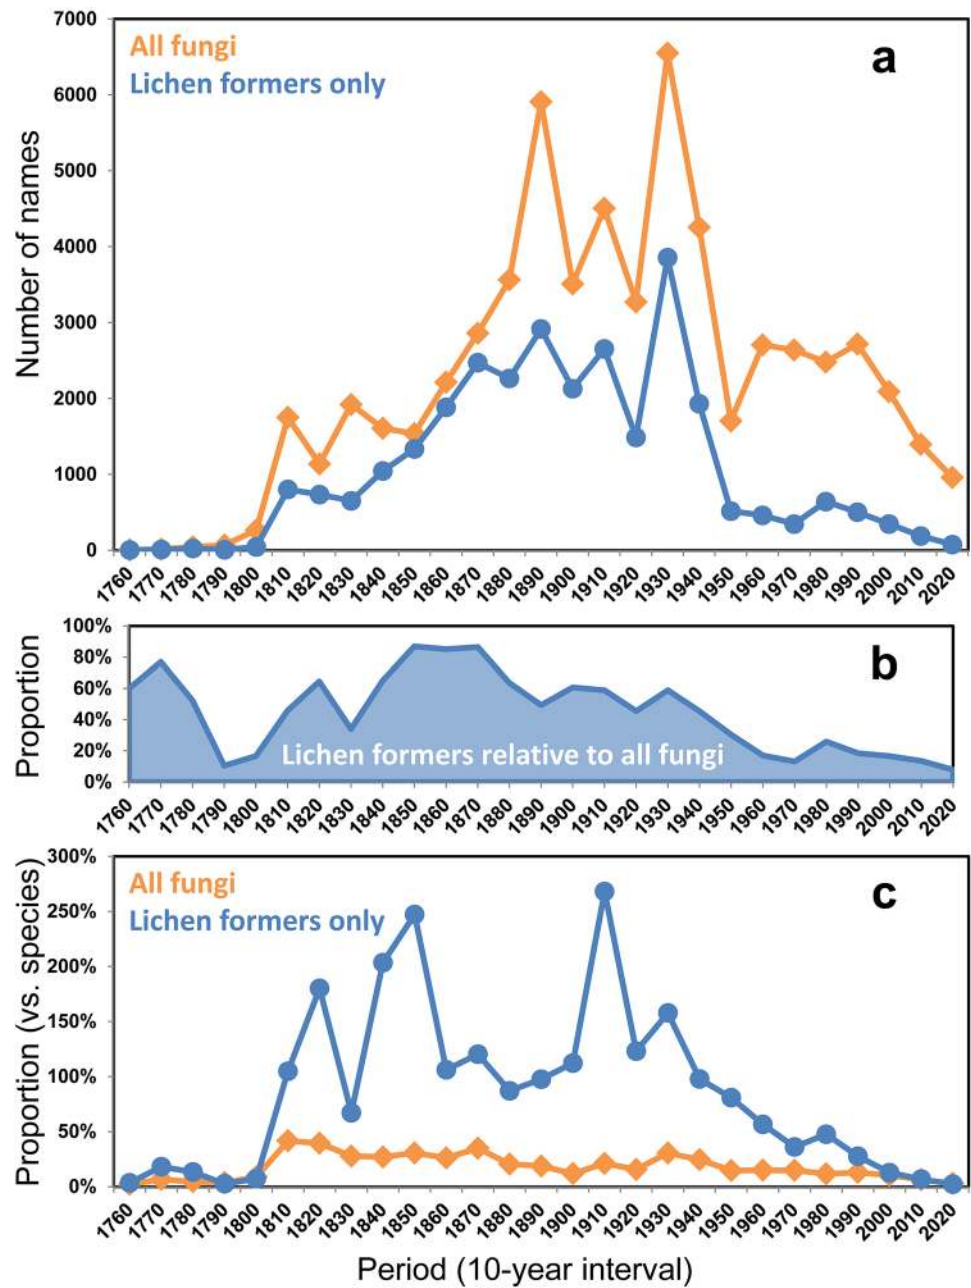 7000
All fungi
Lichen formers only
a
6000
5000
4000
3000
2000
1000
0
Number of names
1760 1770 1780 1790 1800 1810 1820 1830 1840 1850 1860 1870 1880 1890 1900 1910 1920 1930 1940 1950 1960 1970 1980 1990 2000 2010 2020
100%
80%
60%
40%
20%
0%
Proportion
b
Lichen formers relative to all fungi
1760 1770 1780 1790 1800 1810 1820 1830 1840 1850 1860 1870 1880 1890 1900 1910 1920 1930 1940 1950 1960 1970 1980 1990 2000 2010 2020
300%
All fungi
Lichen formers only
c
250%
200%
150%
100%
50%
0%
Proportion (vs. species)
1760 1770 1780 1790 1800 1810 1820 1830 1840 1850 1860 1870 1880 1890 1900 1910 1920 1930 1940 1950 1960 1970 1980 1990 2000 2010 2020
Period (10-year interval)